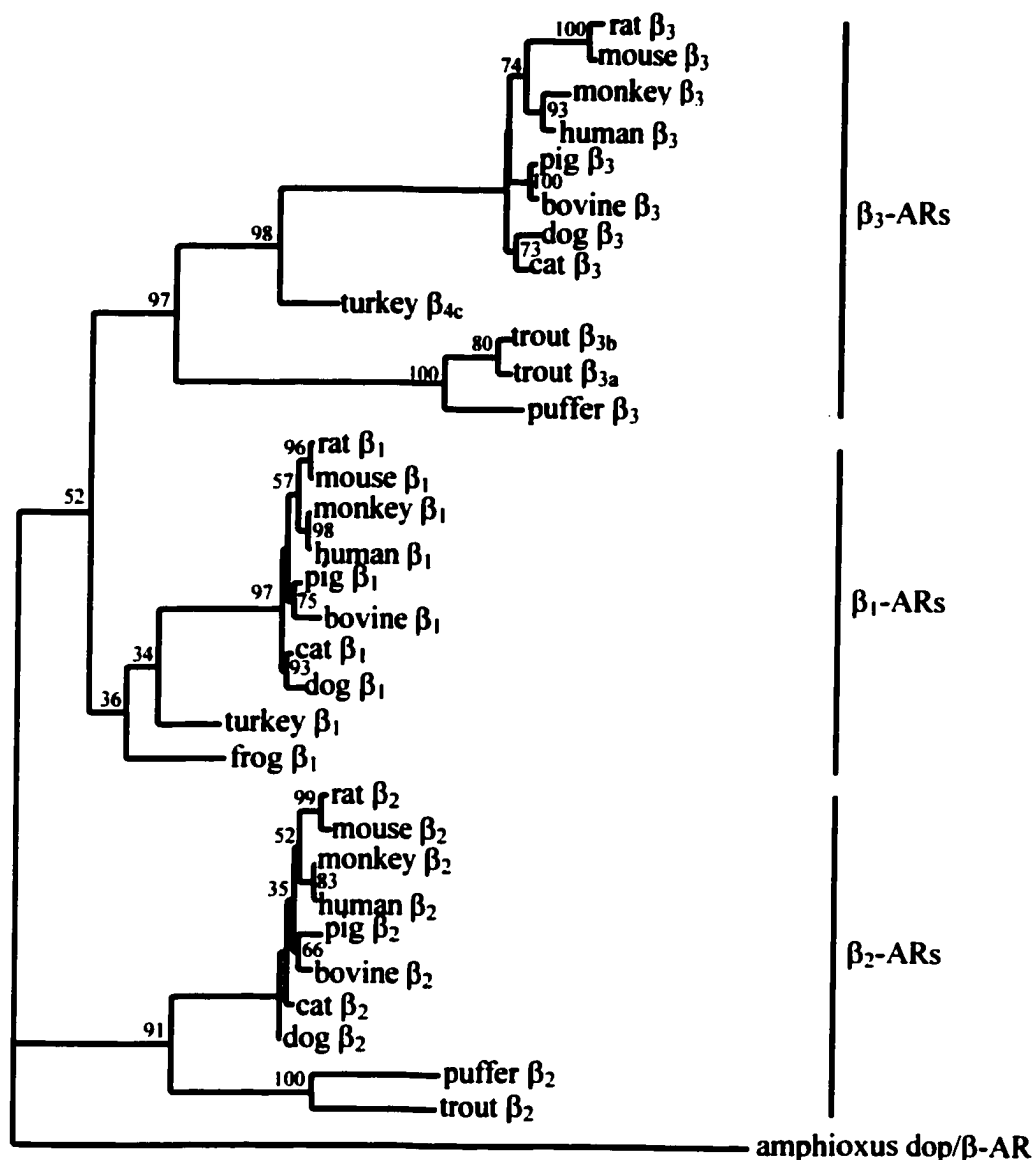 100
rat β3
mouse β3
74
monkey β3
93
human β3
pig β3
100
bovine β3
dog β3
73
cat β3
98
turkey β4c
97
trout β3b
80
trout β3a
100
puffer β3
β3-ARs
96
rat β1
mouse β1
57
monkey β1
98
human β1
pig β1
75
bovine β1
97
cat β1
93
dog β1
34
turkey β1
36
frog β1
52
β1-ARs
99
rat β2
mouse β2
52
monkey β2
83
human β2
35
pig β2
66
bovine β2
cat β2
dog β2
91
puffer β2
100
trout β2
β2-ARs
amphioxus dop/β-AR